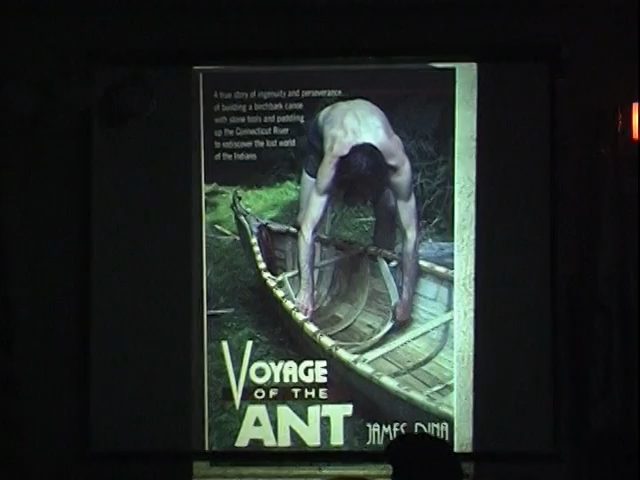 A true story of ingenuity and perseverance
of building a birchbark canoe
with stone tools and paddling
up the Connecticut River
to rediscover the lost world
of the Indians
VOYAGE
OF THE
ANT
JAMES DINA